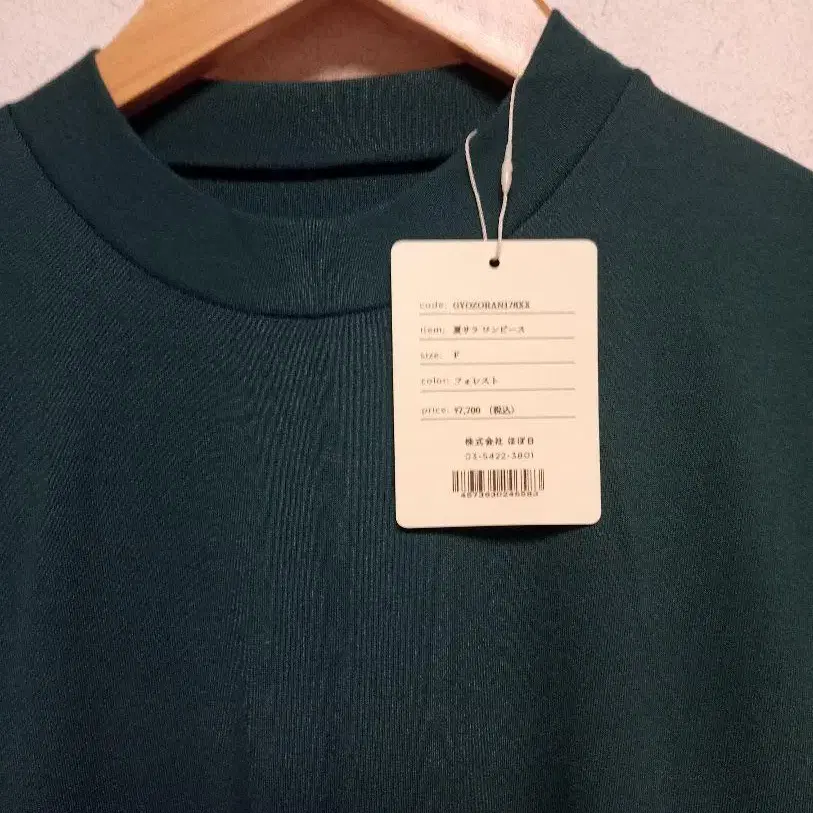 code: OYOZORAN178XX
item: 夏サラ ワンピース
size: F
color: フォレスト
price: ¥7,700 (税込)
株式会社 ほぼ日
03-5422-3801
4573630246583